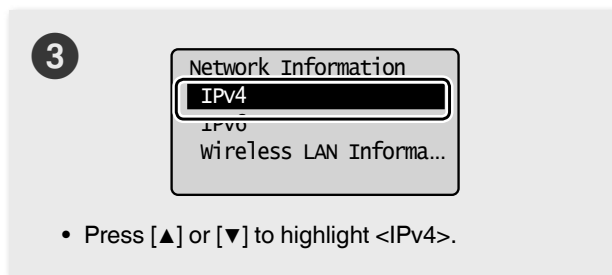 3
Network Information
IPv4
IPv6
Wireless LAN Informa...
• Press [▲] or [▼] to highlight <IPv4>.